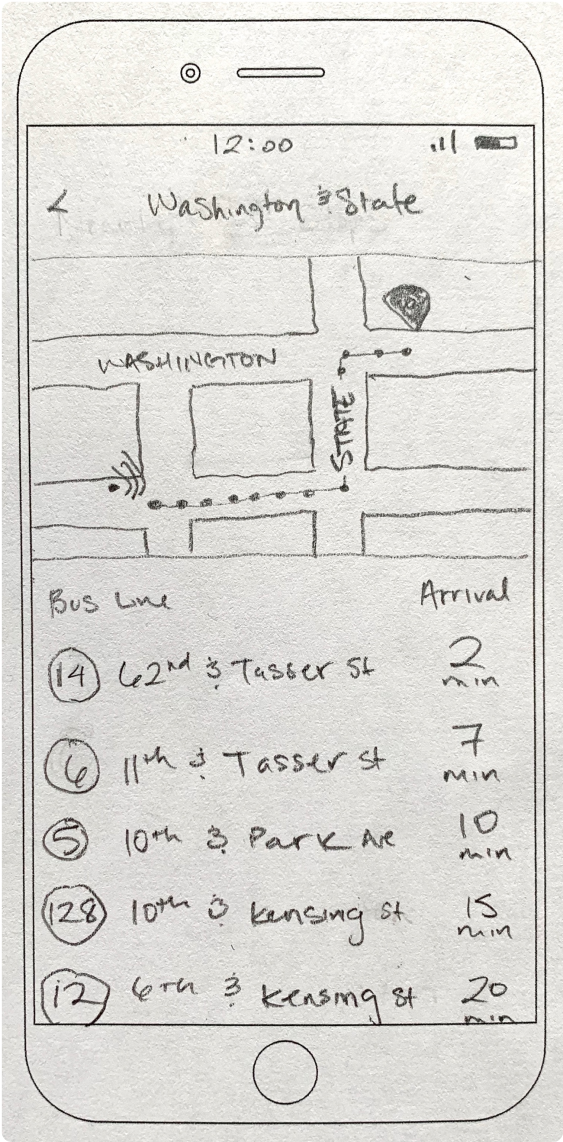 12:00
< Washington & State
WASHINGTON
STATE
Bus Line Arrival
14 62nd & Tasser St 2 min
6 11th & Tasser st 7 min
5 10th & Park Ave 10 min
128 10th & Kensing st 15 min
12 6th & Kensing st 20 min